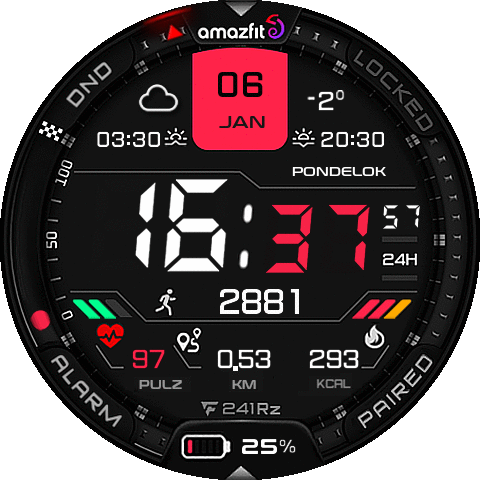 amazfit
DND
LOCKED
06
JAN
-2°
03:30
20:30
PONDELOK
100
50
0
16:37
57
24H
2881
97
PULZ
0,53
KM
293
KCAL
ALARM
PAIRED
241Rz
25%